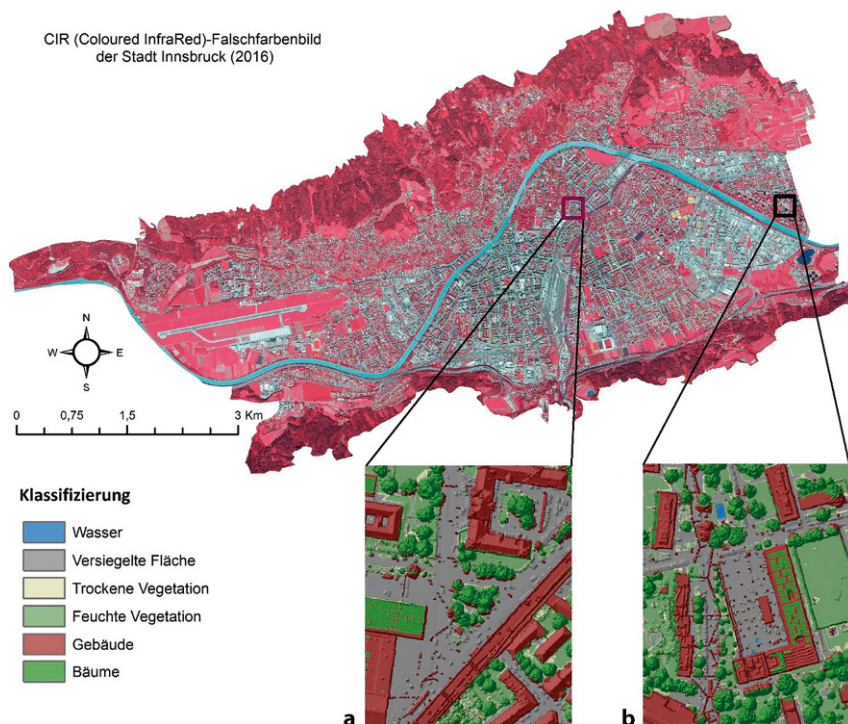 CIR (Coloured InfraRed)-Falschfarbenbild
der Stadt Innsbruck (2016)
N
W E
S
0 0,75 1,5 3 Km
Klassifizierung
Wasser
Versiegelte Fläche
Trockene Vegetation
Feuchte Vegetation
Gebäude
Bäume
a b